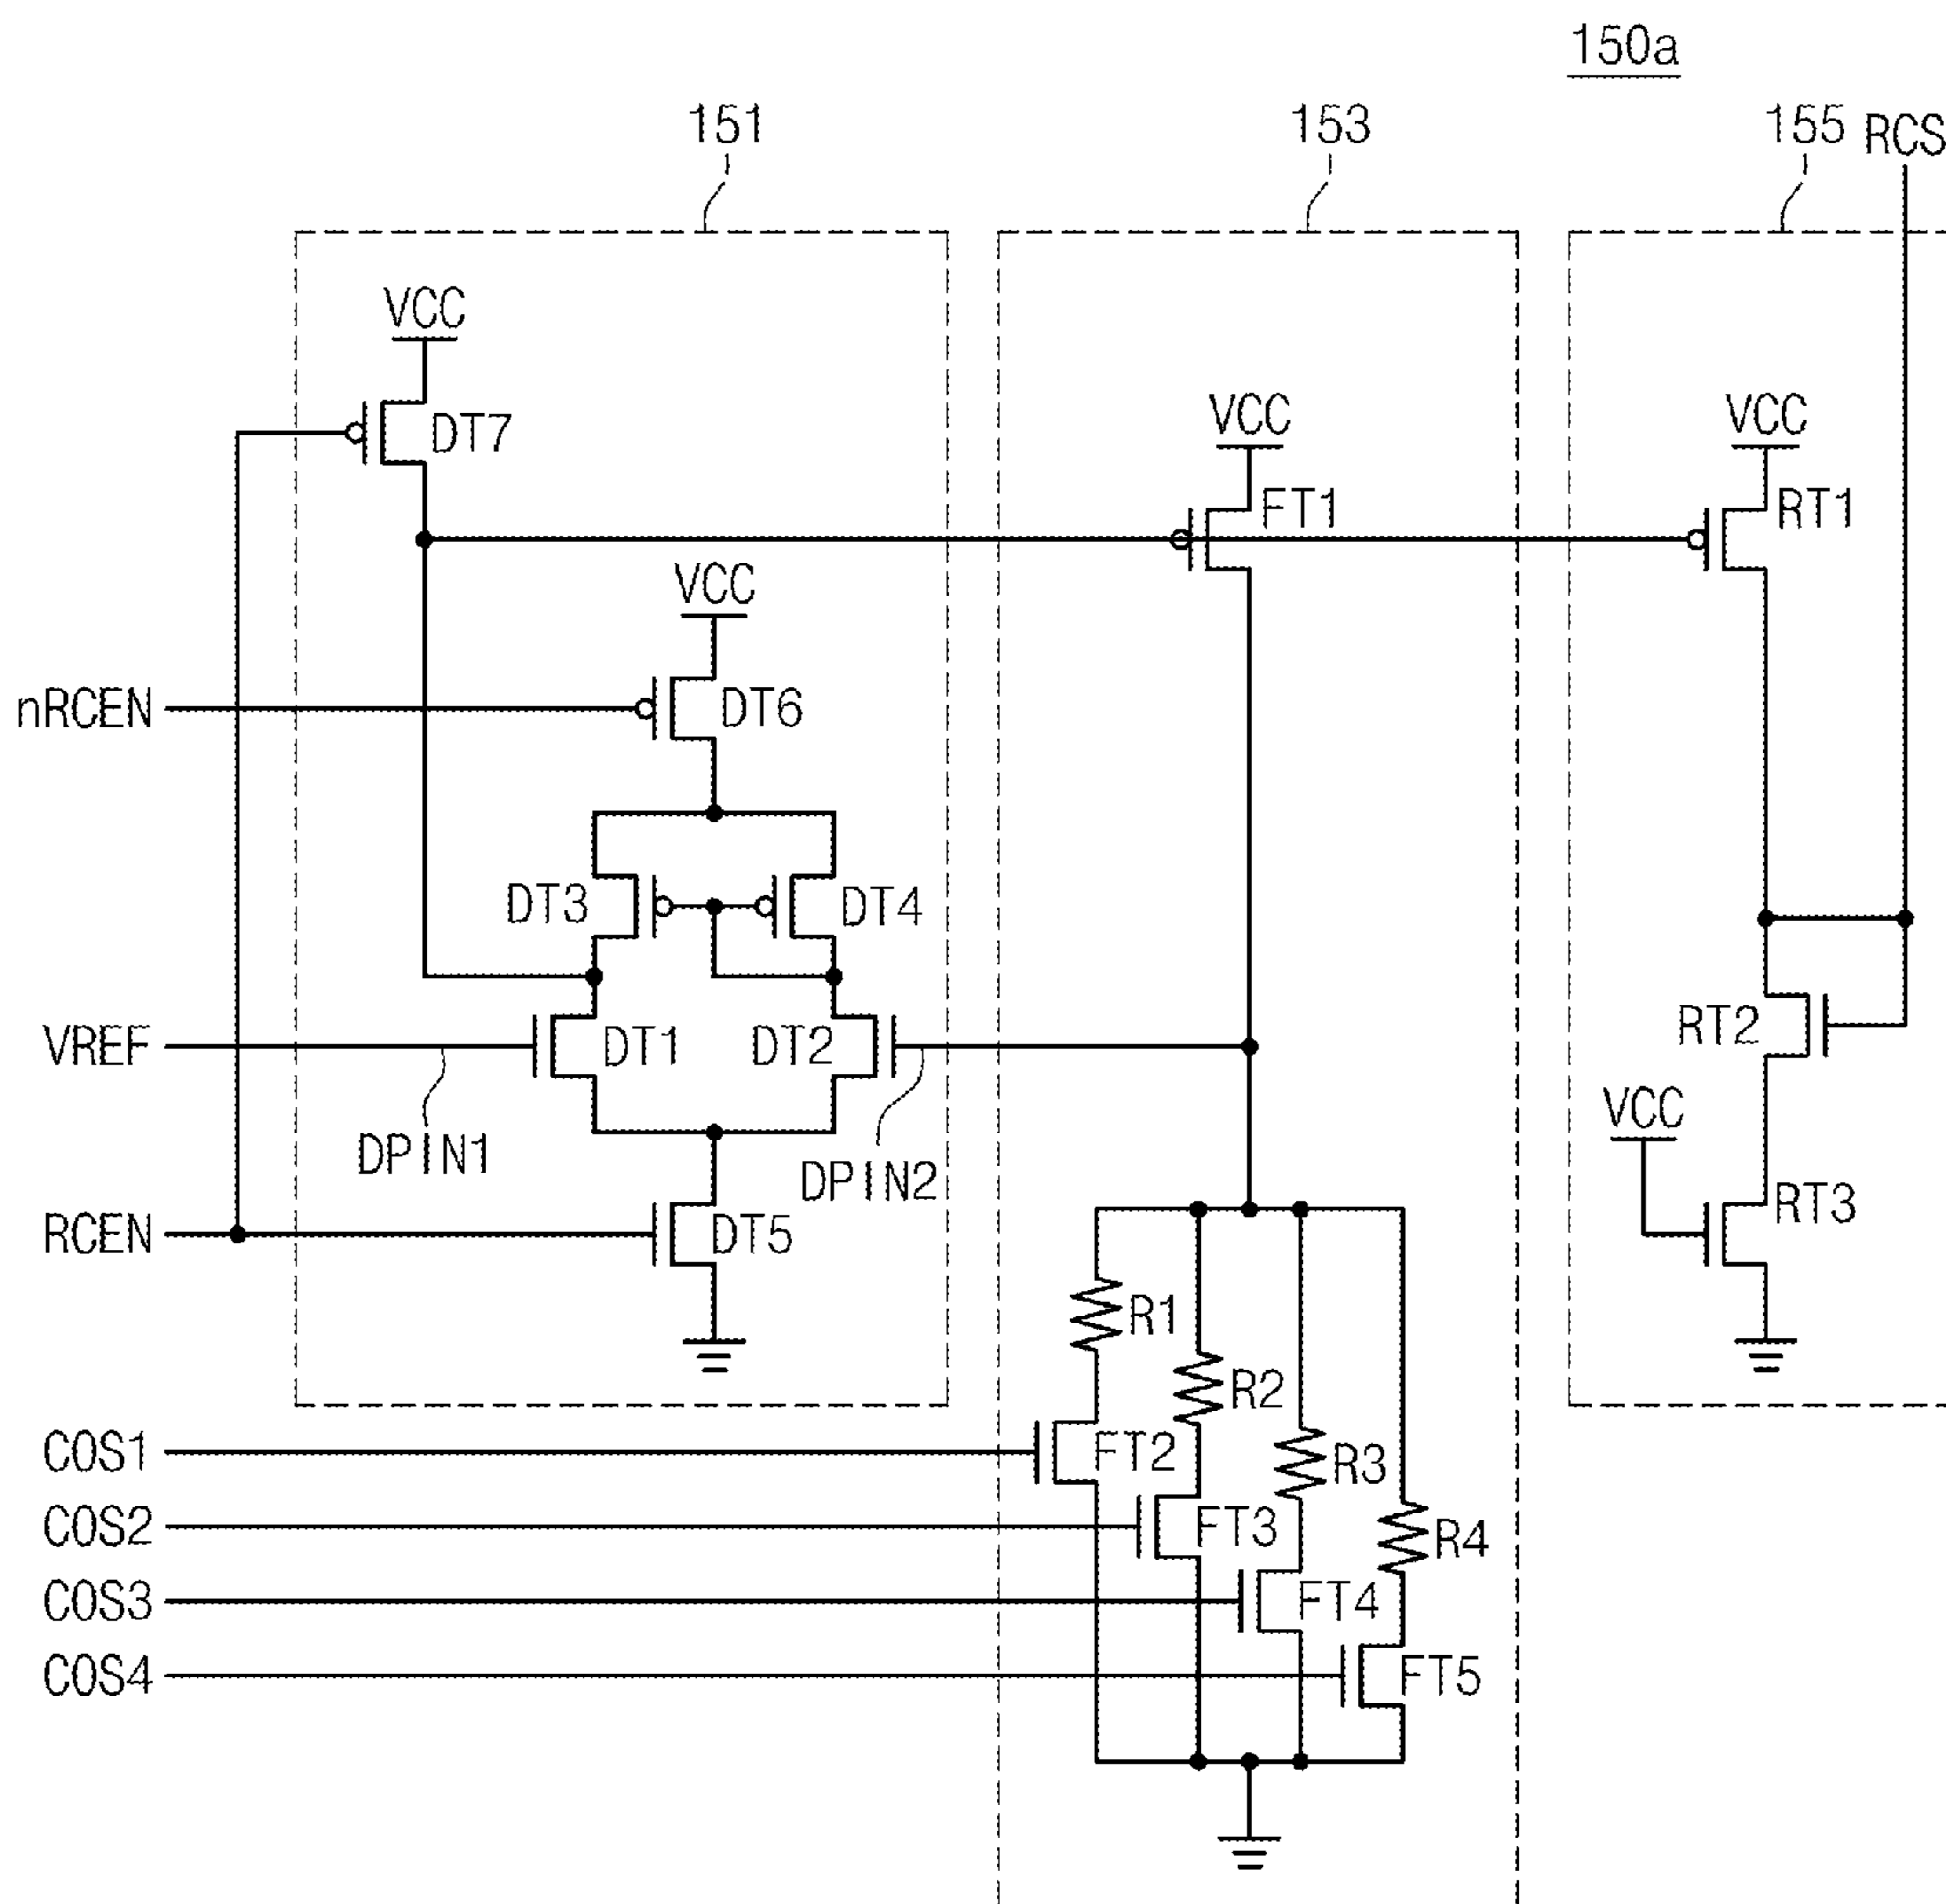 150a
151
153
155
RCS
VCC
DT7
VCC
FT1
VCC
RT1
VCC
nRCEN
DT6
DT3
DT4
VREF
DT1
DT2
RT2
VCC
DPIN1
DPIN2
RCEN
DT5
RT3
R1
R2
COS1
FT2
R3
COS2
FT3
R4
COS3
FT4
COS4
FT5